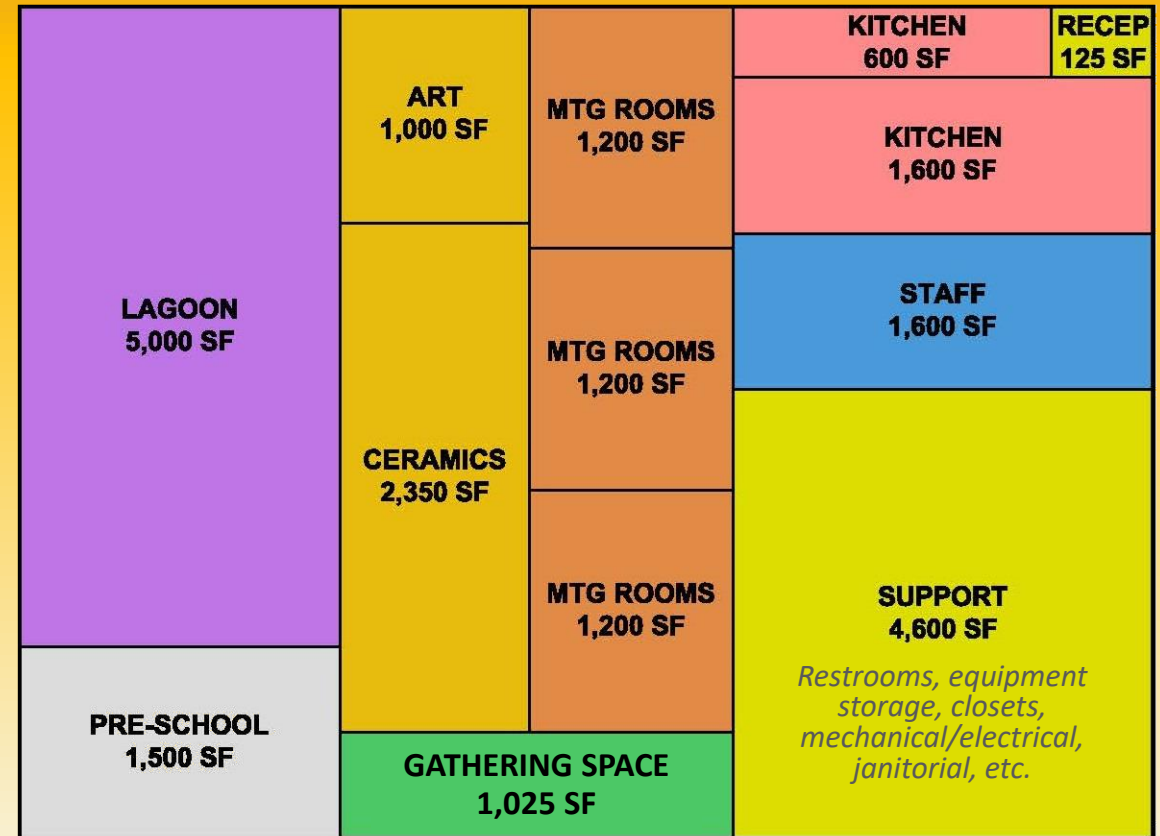 LAGOON
5,000 SF
PRE-SCHOOL
1,500 SF
ART
1,000 SF
CERAMICS
2,350 SF
MTG ROOMS
1,200 SF
MTG ROOMS
1,200 SF
MTG ROOMS
1,200 SF
GATHERING SPACE
1,025 SF
KITCHEN
600 SF
RECEP
125 SF
KITCHEN
1,600 SF
STAFF
1,600 SF
SUPPORT
4,600 SF
Restrooms, equipment
storage, closets,
mechanical/electrical,
janitorial, etc.